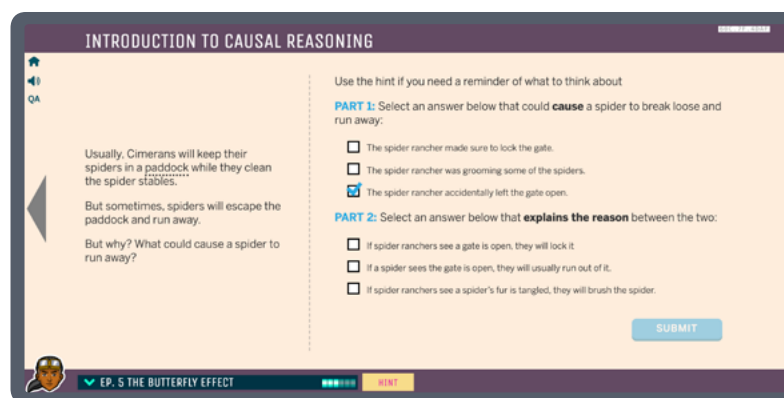 INTRODUCTION TO CAUSAL REASONING
QA
Usually, Cimerans will keep their
spiders in a paddock while they clean
the spider stables.
But sometimes, spiders will escape the
paddock and run away.
But why? What could cause a spider to
run away?
Use the hint if you need a reminder of what to think about
PART 1: Select an answer below that could cause a spider to break loose and
run away:
The spider rancher made sure to lock the gate.
The spider rancher was grooming some of the spiders.
The spider rancher accidentally left the gate open.
PART 2: Select an answer below that explains the reason between the two:
If spider ranchers see a gate is open, they will lock it
If a spider sees the gate is open, they will usually run out of it.
If spider ranchers see a spider's fur is tangled, they will brush the spider.
SUBMIT
EP. 5 THE BUTTERFLY EFFECT
HINT